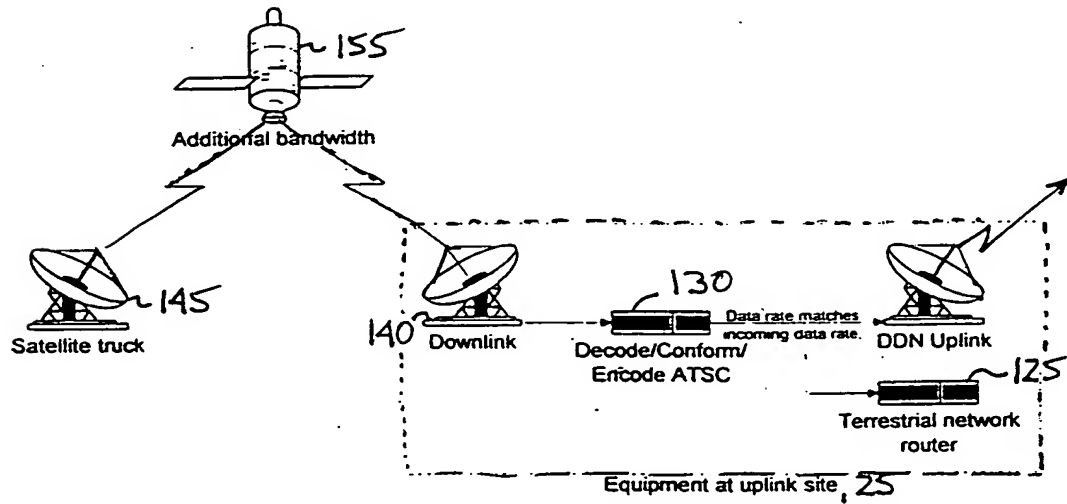 155
Additional bandwidth
145
Satellite truck
140
Downlink
130
Decode/Conform/
Encode ATSC
Data rate matches
incoming data rate.
DDN Uplink
125
Terrestrial network
router
Equipment at uplink site, 25